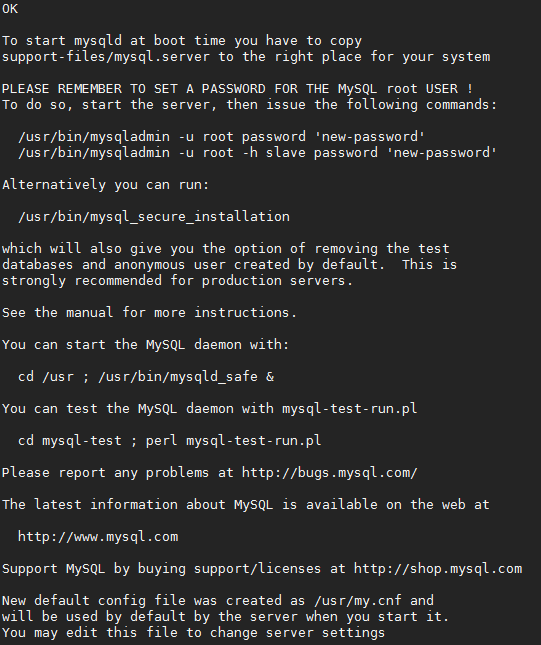 OK
To start mysqld at boot time you have to copy
support-files/mysql.server to the right place for your system
PLEASE REMEMBER TO SET A PASSWORD FOR THE MySQL root USER !
To do so, start the server, then issue the following commands:
/usr/bin/mysqladmin -u root password 'new-password'
/usr/bin/mysqladmin -u root -h slave password 'new-password'
Alternatively you can run:
/usr/bin/mysql_secure_installation
which will also give you the option of removing the test
databases and anonymous user created by default.  This is
strongly recommended for production servers.
See the manual for more instructions.
You can start the MySQL daemon with:
cd /usr ; /usr/bin/mysqld_safe &
You can test the MySQL daemon with mysql-test-run.pl
cd mysql-test ; perl mysql-test-run.pl
Please report any problems at http://bugs.mysql.com/
The latest information about MySQL is available on the web at
http://www.mysql.com
Support MySQL by buying support/licenses at http://shop.mysql.com
New default config file was created as /usr/my.cnf and
will be used by default by the server when you start it.
You may edit this file to change server settings